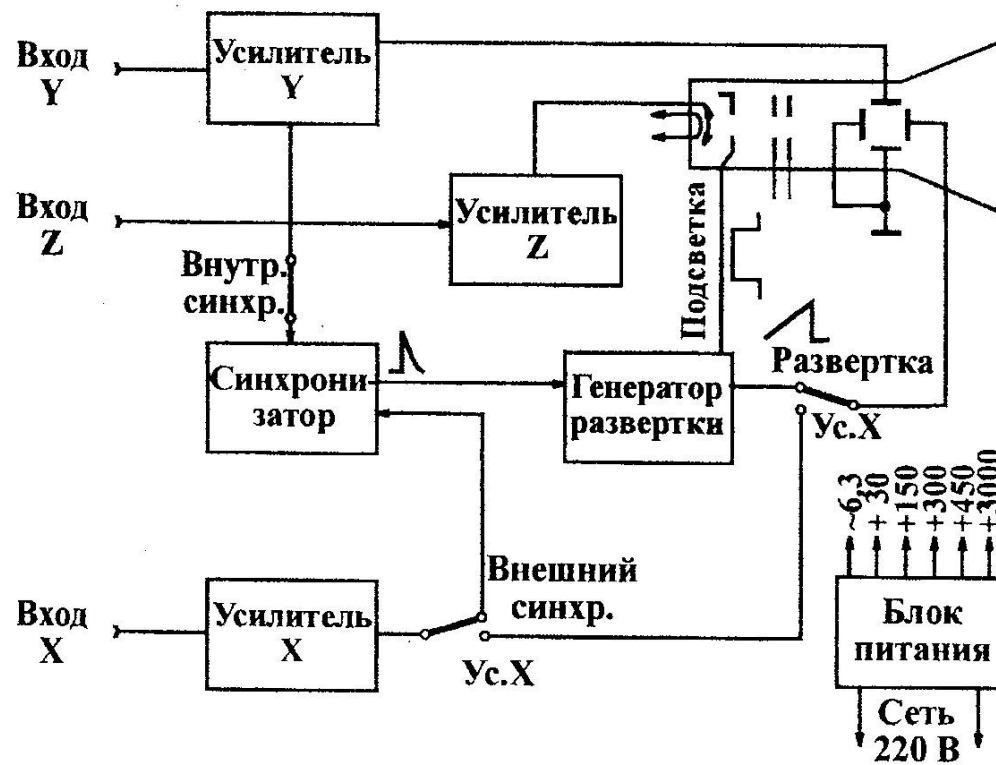 Вход
Y
Усилитель
Y
Вход
Z
Усилитель
Z
Подсветка
Внутр.
синхр.
Синхрони
затор
Генератор
развертки
Развертка
Ус.X
~6,3
+30
+150
+300
+450
+3000
Внешний
синхр.
Вход
X
Усилитель
X
Ус.X
Блок
питания
Сеть
220 В